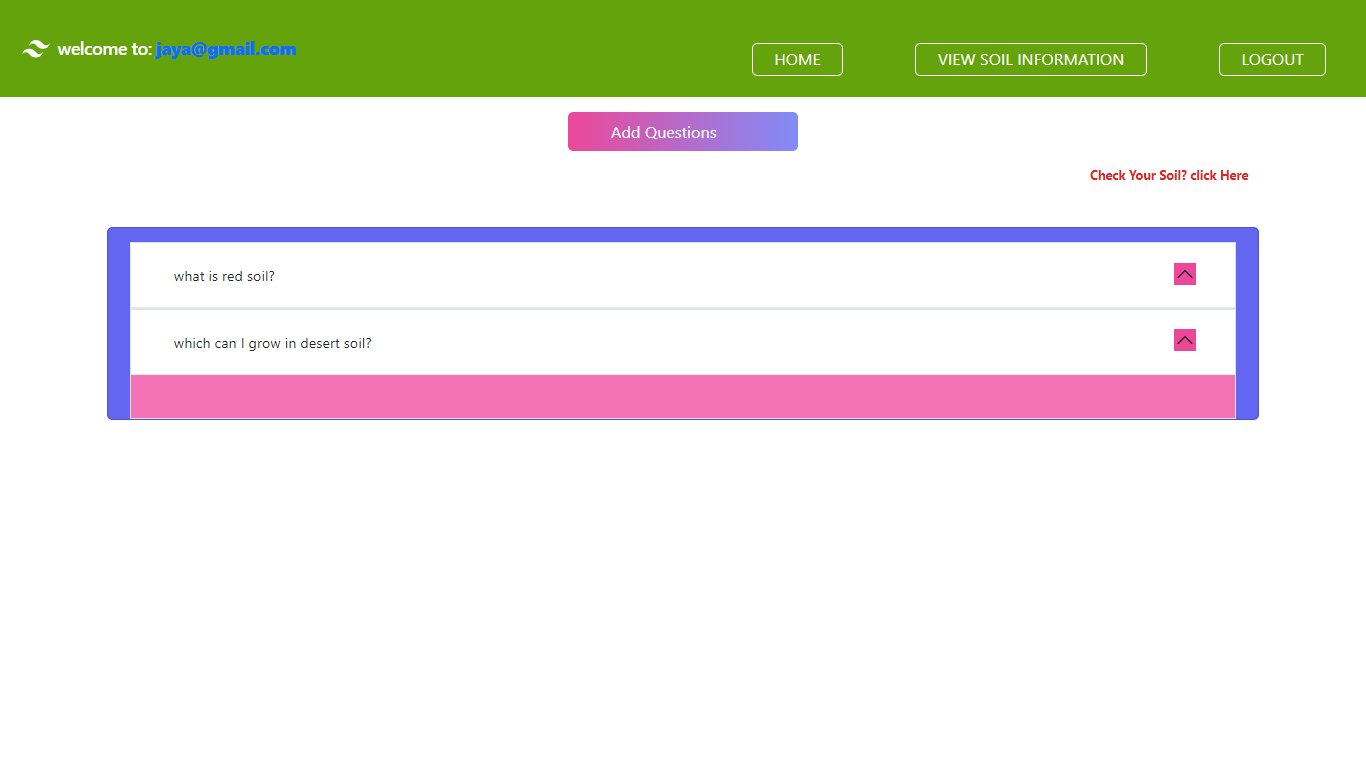 welcome to: jaya@gmail.com
HOME
VIEW SOIL INFORMATION
LOGOUT
Add Questions
Check Your Soil? click Here
what is red soil?
which can I grow in desert soil?